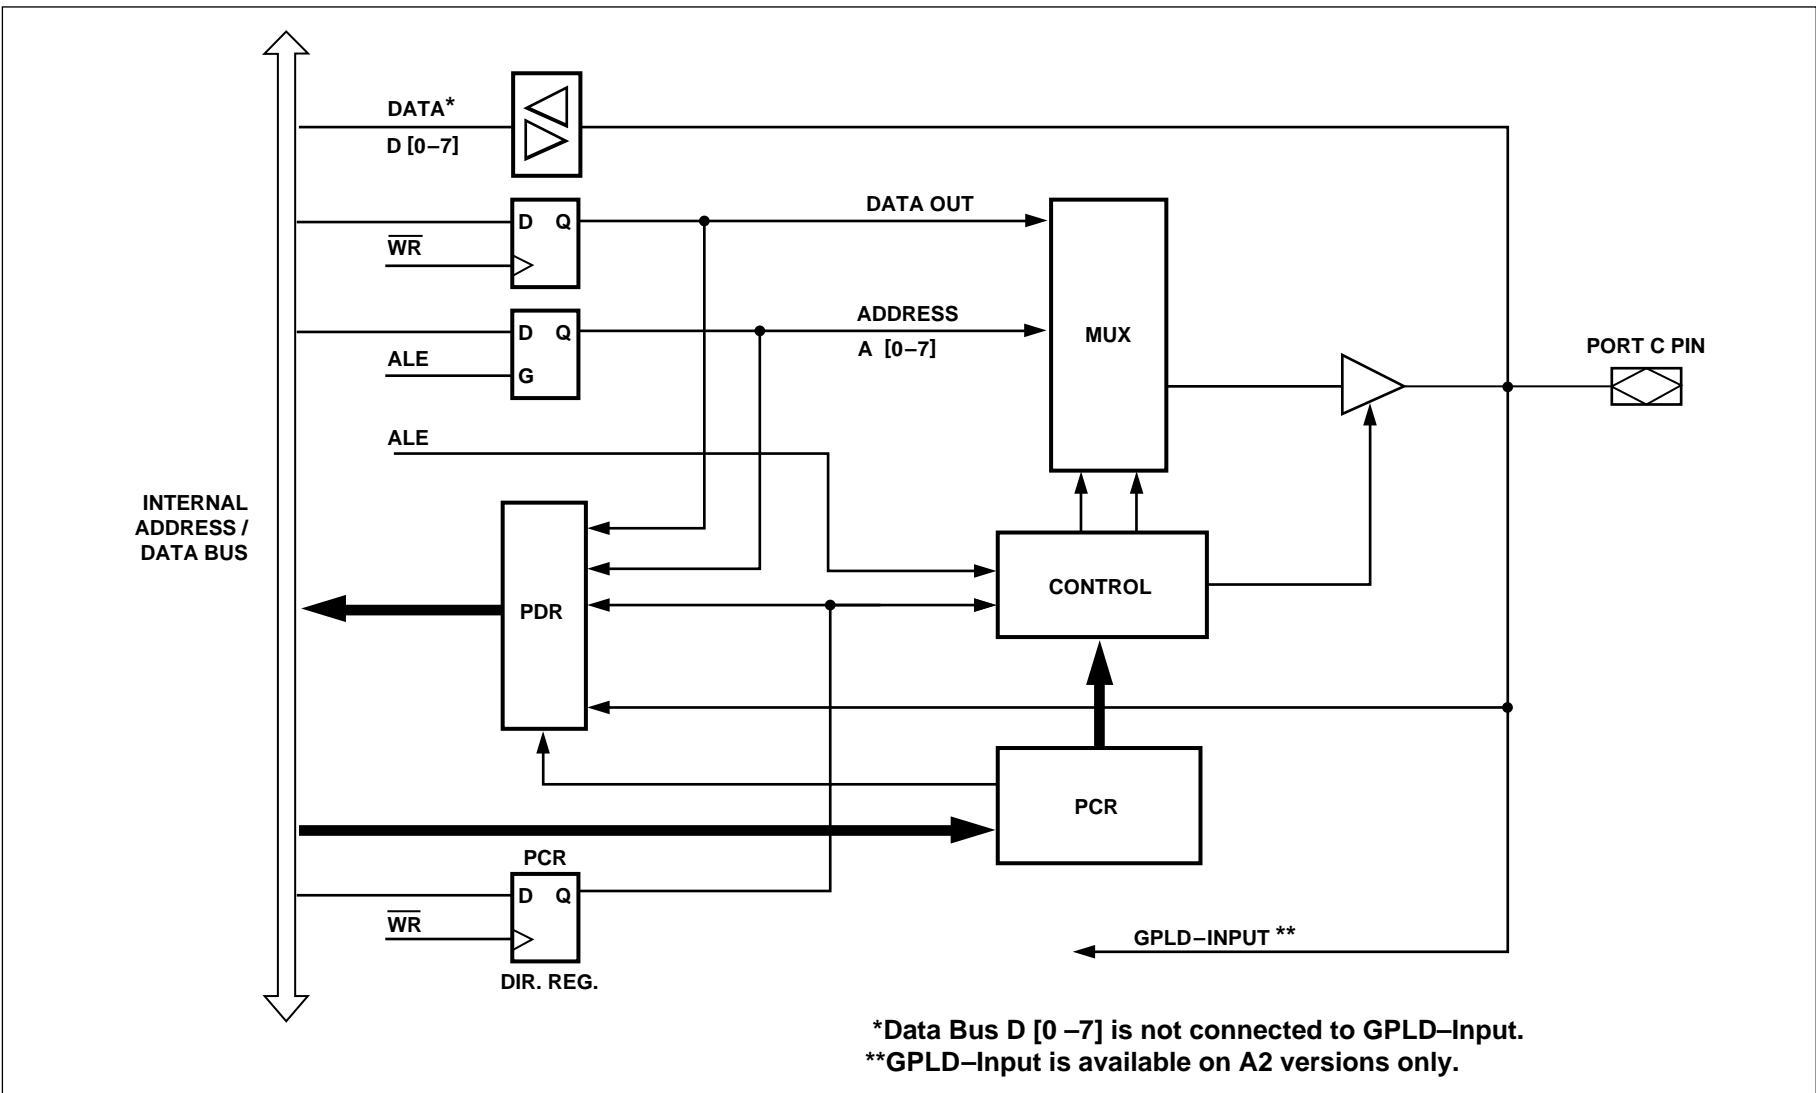 DATA*
D [0–7]
D Q
WR
DATA OUT
D Q
ALE
G
ADDRESS
A [0–7]
MUX
PORT C PIN
ALE
INTERNAL
ADDRESS /
DATA BUS
PDR
CONTROL
PCR
PCR
D Q
WR
DIR. REG.
GPLD–INPUT **
*Data Bus D [0 –7] is not connected to GPLD–Input.
**GPLD–Input is available on A2 versions only.